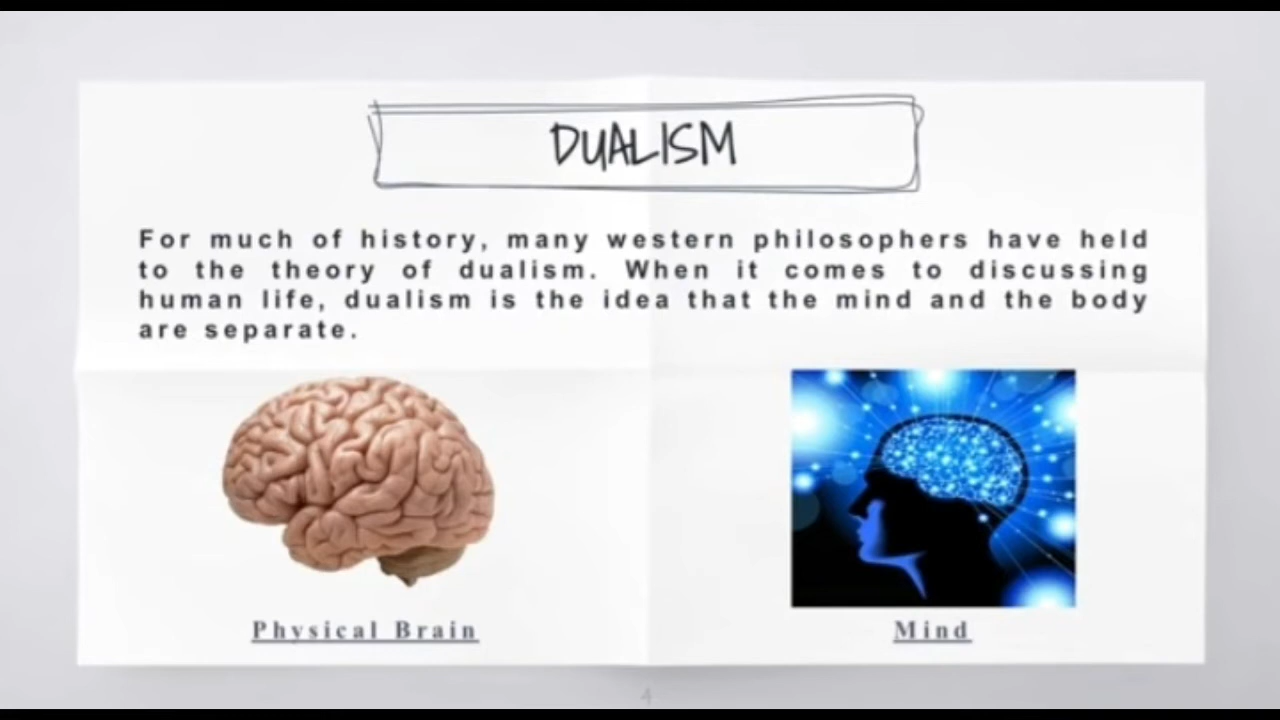 DUALISM
For much of history, many western philosophers have held
to the theory of dualism. When it comes to discussing
human life, dualism is the idea that the mind and the body
are separate.
Physical Brain
Mind
4